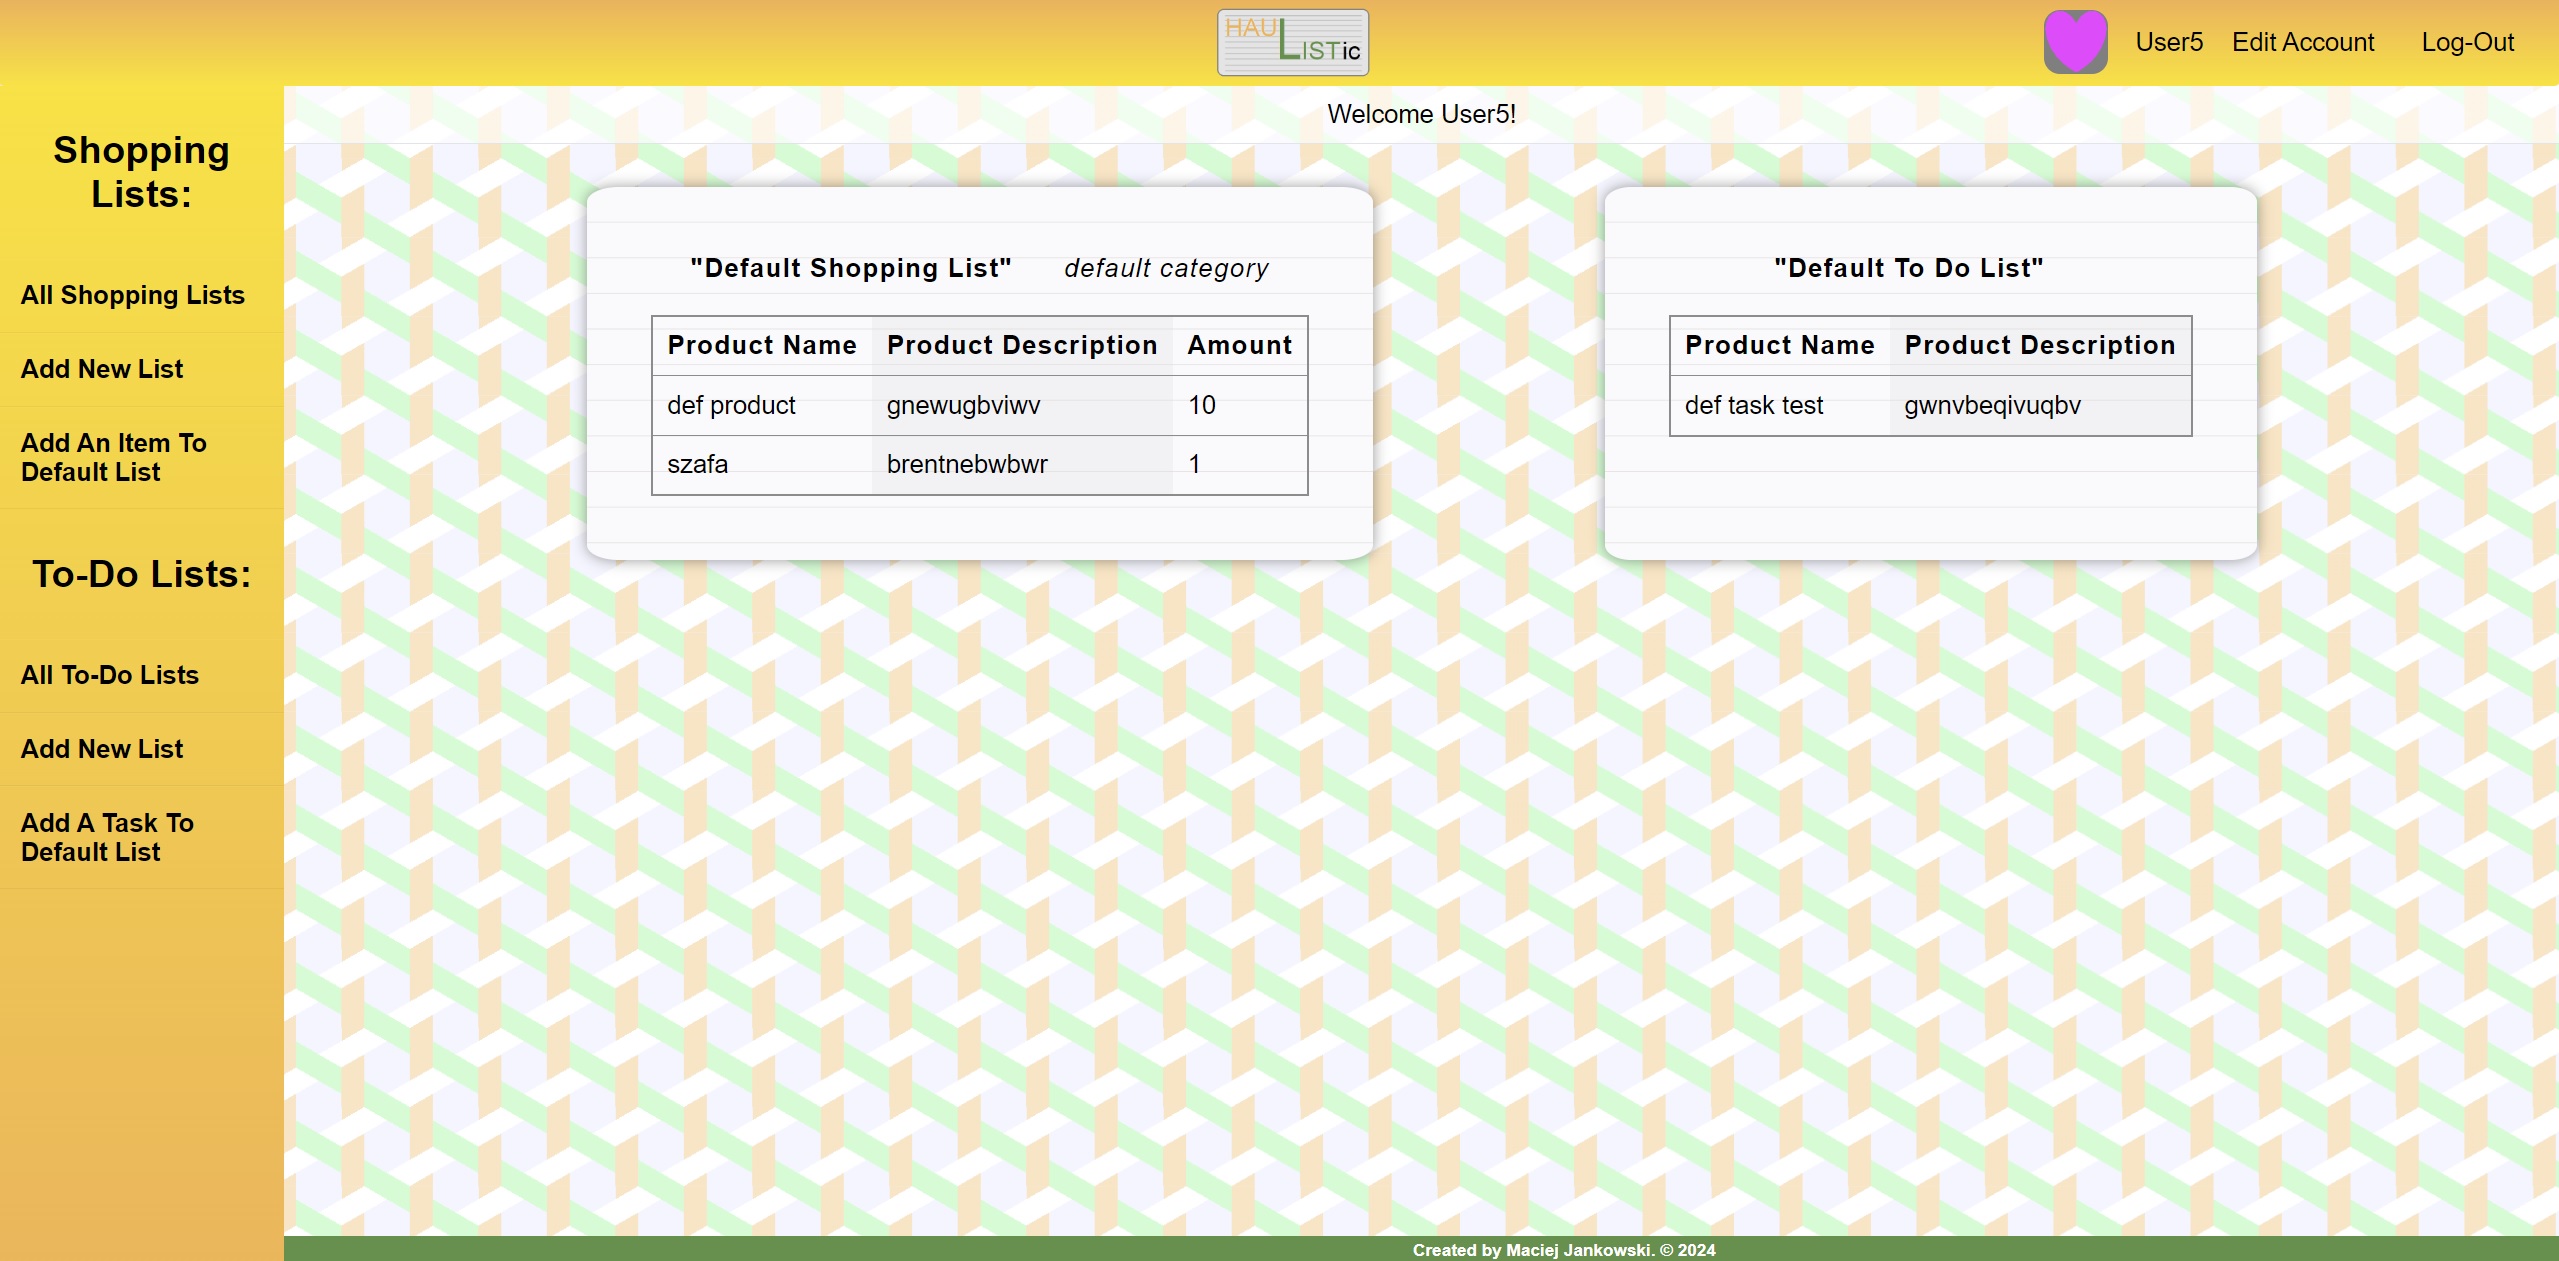 HAULISTic
User5 Edit Account Log-Out
Welcome User5!
Shopping
Lists:
All Shopping Lists
Add New List
Add An Item To
Default List
To-Do Lists:
All To-Do Lists
Add New List
Add A Task To
Default List
"Default Shopping List" default category
Product Name Product Description Amount
def product gnewugbviwv 10
szafa brentnebwbwr 1
"Default To Do List"
Product Name Product Description
def task test gwnvbeqivuqbv
Created by Maciej Jankowski. © 2024